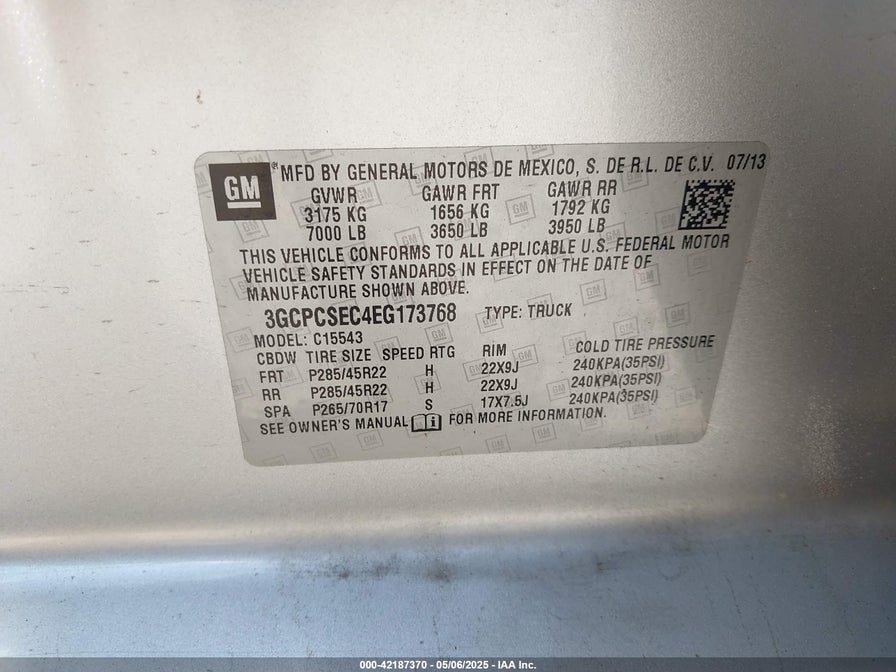 GM
® MFD BY GENERAL MOTORS DE MEXICO, S. DE R.L. DE C.V. 07/13
GVWR GAWR FRT GAWR RR
3175 KG 1656 KG 1792 KG
7000 LB 3650 LB 3950 LB
THIS VEHICLE CONFORMS TO ALL APPLICABLE U.S. FEDERAL MOTOR
VEHICLE SAFETY STANDARDS IN EFFECT ON THE DATE OF
MANUFACTURE SHOWN ABOVE.
3GCPCSEC4EG173768 TYPE: TRUCK
MODEL: C15543
CBDW TIRE SIZE SPEED RTG RIM COLD TIRE PRESSURE
FRT P285/45R22 H 22X9J 240KPA(35PSI)
RR P285/45R22 H 22X9J 240KPA(35PSI)
SPA P265/70R17 S 17X7.5J 240KPA(35PSI)
SEE OWNER'S MANUAL FOR MORE INFORMATION.
000-42187370 - 05/06/2025 - IAA Inc.